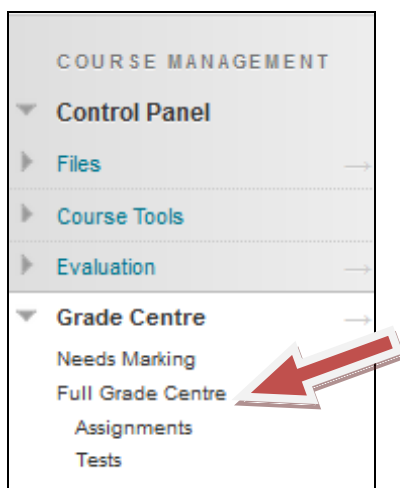 COURSE MANAGEMENT
Control Panel
Files
Course Tools
Evaluation
Grade Centre
Needs Marking
Full Grade Centre
Assignments
Tests